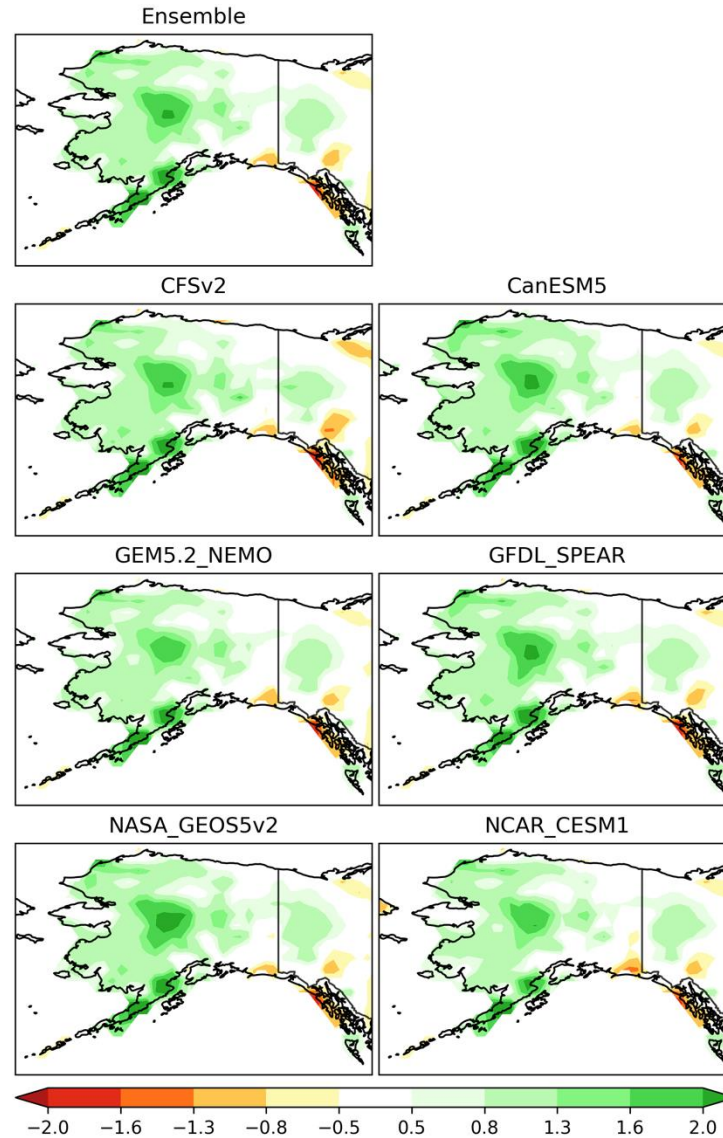 Ensemble
CFSv2 CanESM5
GEM5.2_NEMO GFDL_SPEAR
NASA_GEOS5v2 NCAR_CESM1
−2.0 −1.6 −1.3 −0.8 −0.5 0.5 0.8 1.3 1.6 2.0